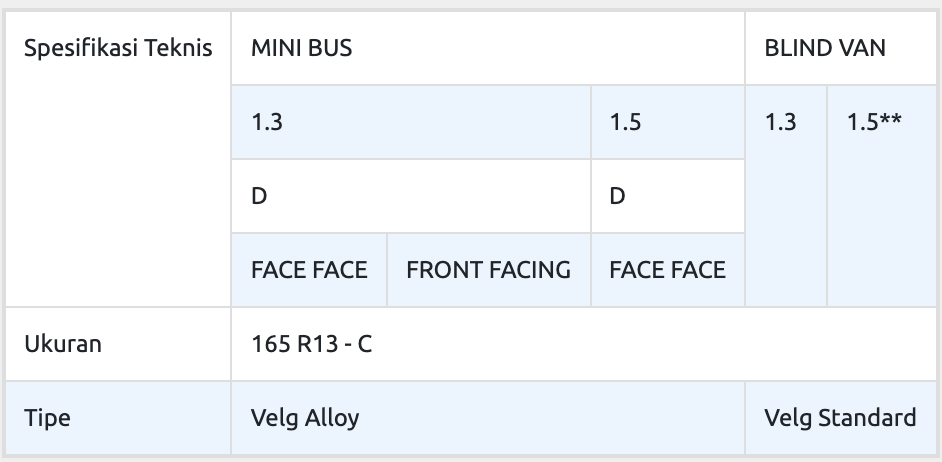 Spesifikasi Teknis MINI BUS BLIND VAN
1.3 1.5 1.3 1.5**
D D
FACE FACE FRONT FACING FACE FACE
Ukuran 165 R13 - C
Tipe Velg Alloy Velg Standard